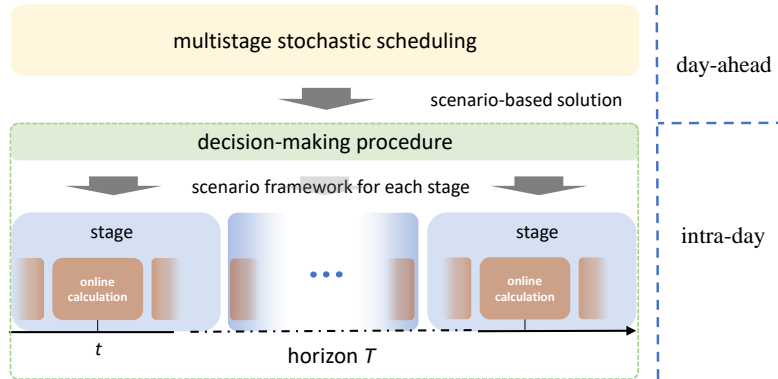 multistage stochastic scheduling
day-ahead
scenario-based solution
decision-making procedure
scenario framework for each stage
stage
stage
intra-day
...
online
calculation
online
calculation
t
horizon T